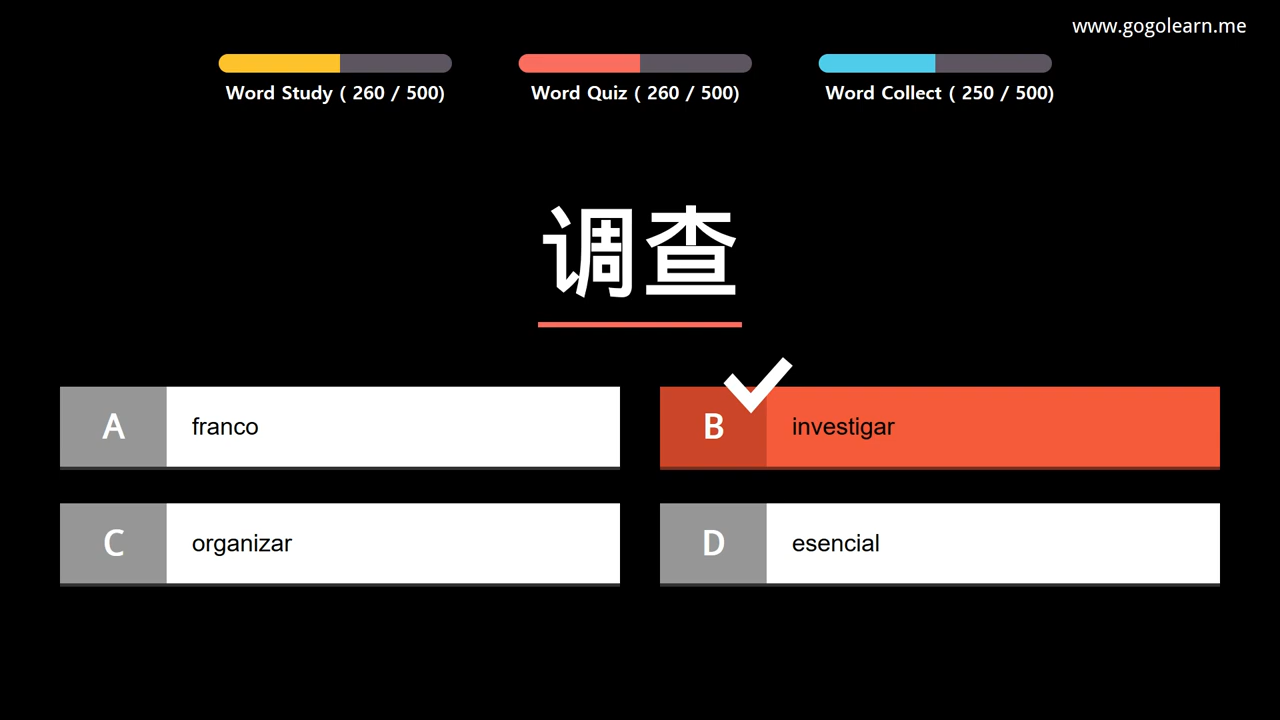 www.gogolearn.me
Word Study ( 260 / 500)
Word Quiz ( 260 / 500)
Word Collect ( 250 / 500)
调查
A franco
B investigar
C organizar
D esencial